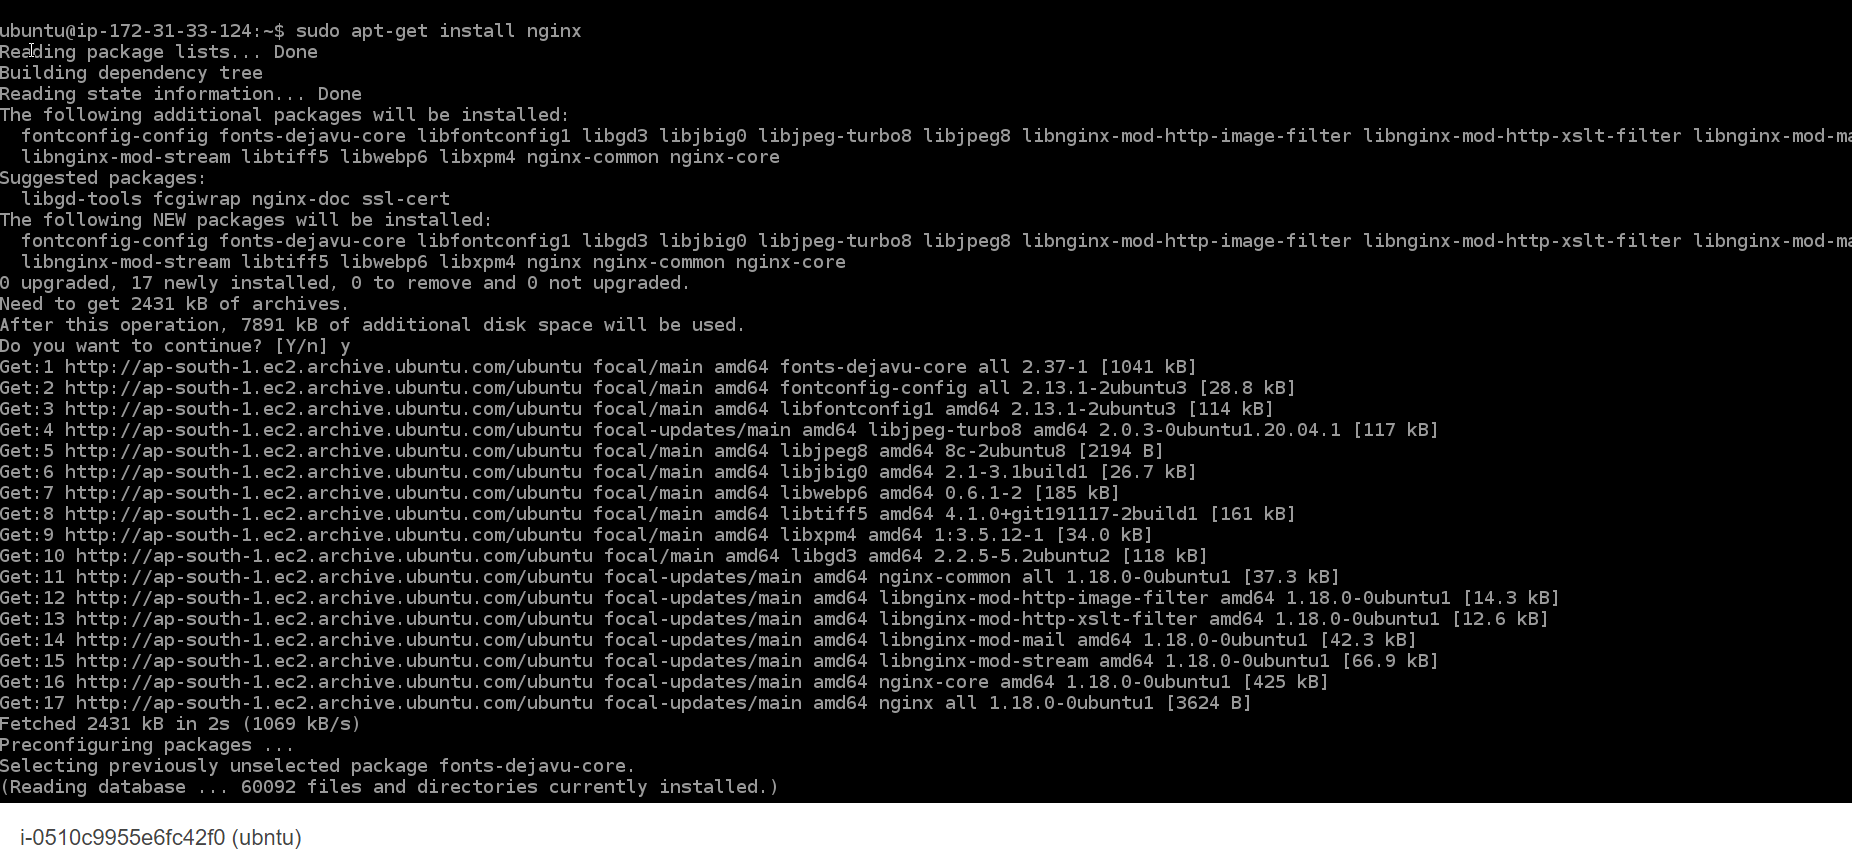 ubuntu@ip-172-31-33-124:~$ sudo apt-get install nginx
Reading package lists... Done
Building dependency tree
Reading state information... Done
The following additional packages will be installed:
  fontconfig-config fonts-dejavu-core libfontconfig1 libgd3 libjbig0 libjpeg-turbo8 libjpeg8 libnginx-mod-http-image-filter libnginx-mod-http-xslt-filter libnginx-mod-ma
  libnginx-mod-stream libtiff5 libwebp6 libxpm4 nginx-common nginx-core
Suggested packages:
  libgd-tools fcgiwrap nginx-doc ssl-cert
The following NEW packages will be installed:
  fontconfig-config fonts-dejavu-core libfontconfig1 libgd3 libjbig0 libjpeg-turbo8 libjpeg8 libnginx-mod-http-image-filter libnginx-mod-http-xslt-filter libnginx-mod-ma
  libnginx-mod-stream libtiff5 libwebp6 libxpm4 nginx nginx-common nginx-core
0 upgraded, 17 newly installed, 0 to remove and 0 not upgraded.
Need to get 2431 kB of archives.
After this operation, 7891 kB of additional disk space will be used.
Do you want to continue? [Y/n] y
Get:1 http://ap-south-1.ec2.archive.ubuntu.com/ubuntu focal/main amd64 fonts-dejavu-core all 2.37-1 [1041 kB]
Get:2 http://ap-south-1.ec2.archive.ubuntu.com/ubuntu focal/main amd64 fontconfig-config all 2.13.1-2ubuntu3 [28.8 kB]
Get:3 http://ap-south-1.ec2.archive.ubuntu.com/ubuntu focal/main amd64 libfontconfig1 amd64 2.13.1-2ubuntu3 [114 kB]
Get:4 http://ap-south-1.ec2.archive.ubuntu.com/ubuntu focal-updates/main amd64 libjpeg-turbo8 amd64 2.0.3-0ubuntu1.20.04.1 [117 kB]
Get:5 http://ap-south-1.ec2.archive.ubuntu.com/ubuntu focal/main amd64 libjpeg8 amd64 8c-2ubuntu8 [2194 B]
Get:6 http://ap-south-1.ec2.archive.ubuntu.com/ubuntu focal/main amd64 libjbig0 amd64 2.1-3.1build1 [26.7 kB]
Get:7 http://ap-south-1.ec2.archive.ubuntu.com/ubuntu focal/main amd64 libwebp6 amd64 0.6.1-2 [185 kB]
Get:8 http://ap-south-1.ec2.archive.ubuntu.com/ubuntu focal/main amd64 libtiff5 amd64 4.1.0+git191117-2build1 [161 kB]
Get:9 http://ap-south-1.ec2.archive.ubuntu.com/ubuntu focal/main amd64 libxpm4 amd64 1:3.5.12-1 [34.0 kB]
Get:10 http://ap-south-1.ec2.archive.ubuntu.com/ubuntu focal/main amd64 libgd3 amd64 2.2.5-5.2ubuntu2 [118 kB]
Get:11 http://ap-south-1.ec2.archive.ubuntu.com/ubuntu focal-updates/main amd64 nginx-common all 1.18.0-0ubuntu1 [37.3 kB]
Get:12 http://ap-south-1.ec2.archive.ubuntu.com/ubuntu focal-updates/main amd64 libnginx-mod-http-image-filter amd64 1.18.0-0ubuntu1 [14.3 kB]
Get:13 http://ap-south-1.ec2.archive.ubuntu.com/ubuntu focal-updates/main amd64 libnginx-mod-http-xslt-filter amd64 1.18.0-0ubuntu1 [12.6 kB]
Get:14 http://ap-south-1.ec2.archive.ubuntu.com/ubuntu focal-updates/main amd64 libnginx-mod-mail amd64 1.18.0-0ubuntu1 [42.3 kB]
Get:15 http://ap-south-1.ec2.archive.ubuntu.com/ubuntu focal-updates/main amd64 libnginx-mod-stream amd64 1.18.0-0ubuntu1 [66.9 kB]
Get:16 http://ap-south-1.ec2.archive.ubuntu.com/ubuntu focal-updates/main amd64 nginx-core amd64 1.18.0-0ubuntu1 [425 kB]
Get:17 http://ap-south-1.ec2.archive.ubuntu.com/ubuntu focal-updates/main amd64 nginx all 1.18.0-0ubuntu1 [3624 B]
Fetched 2431 kB in 2s (1069 kB/s)
Preconfiguring packages ...
Selecting previously unselected package fonts-dejavu-core.
(Reading database ... 60092 files and directories currently installed.)
i-0510c9955e6fc42f0 (ubntu)